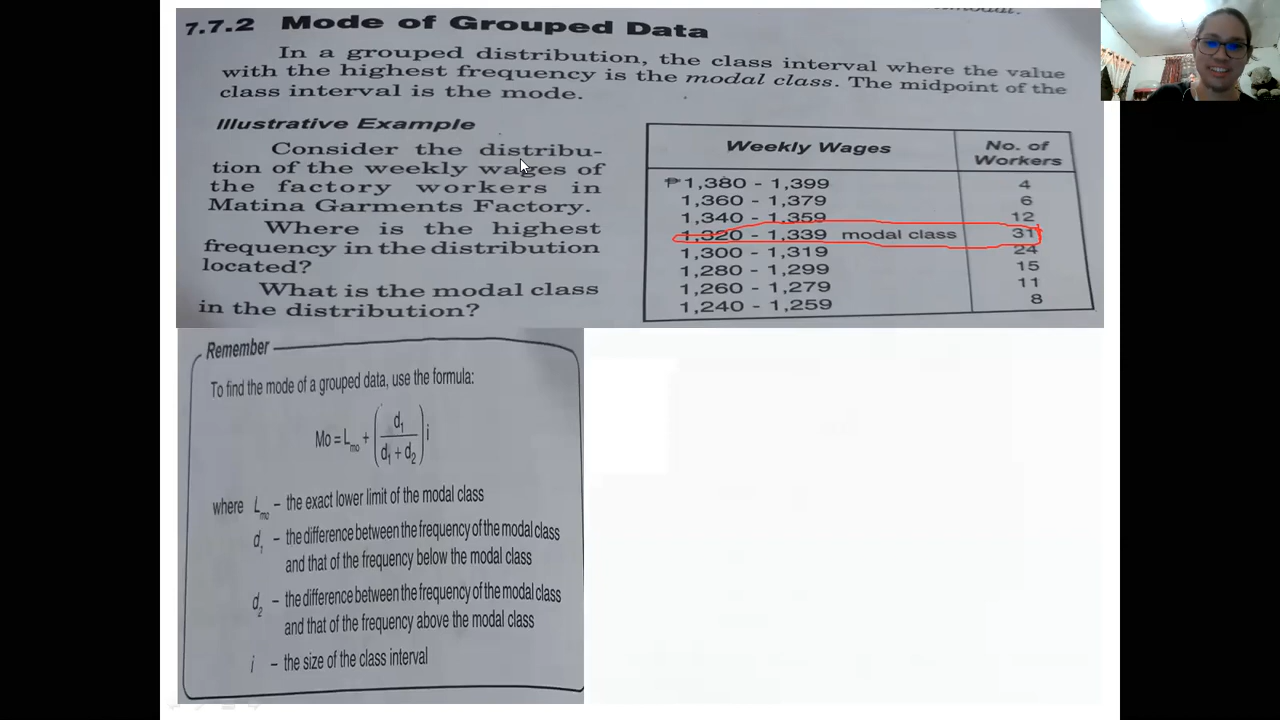 7.7.2 Mode of Grouped Data
In a grouped distribution, the class interval where the value
with the highest frequency is the modal class. The midpoint of the
class interval is the mode.
Illustrative Example
Consider the distribu-
tion of the weekly wages of
the factory workers in
Matina Garments Factory.
Where is the highest
frequency in the distribution
located?
What is the modal class
in the distribution?
Weekly Wages No. of Workers
₱1,380 - 1,399 4
1,360 - 1,379 6
1,340 - 1,359 12
1,320 - 1,339 modal class 31
1,300 - 1,319 24
1,280 - 1,299 15
1,260 - 1,279 11
1,240 - 1,259 8
Remember
To find the mode of a grouped data, use the formula:
Mo = Lmo + (d1 / d1 + d2) i
where Lmo – the exact lower limit of the modal class
d1 – the difference between the frequency of the modal class
and that of the frequency below the modal class
d2 – the difference between the frequency of the modal class
and that of the frequency above the modal class
i – the size of the class interval